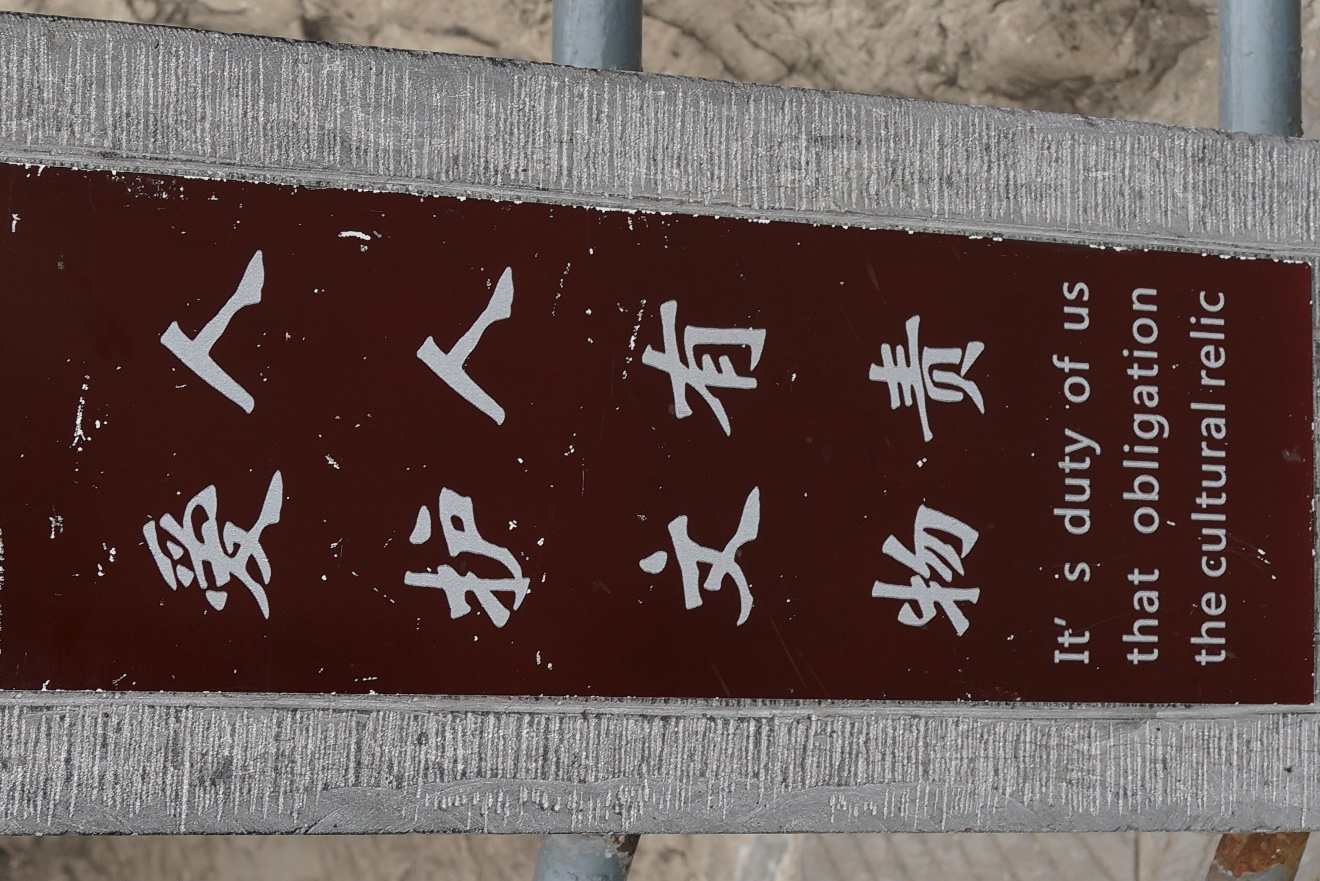 爱护文物
人人有责
It's duty of us
that obligation
the cultural relic